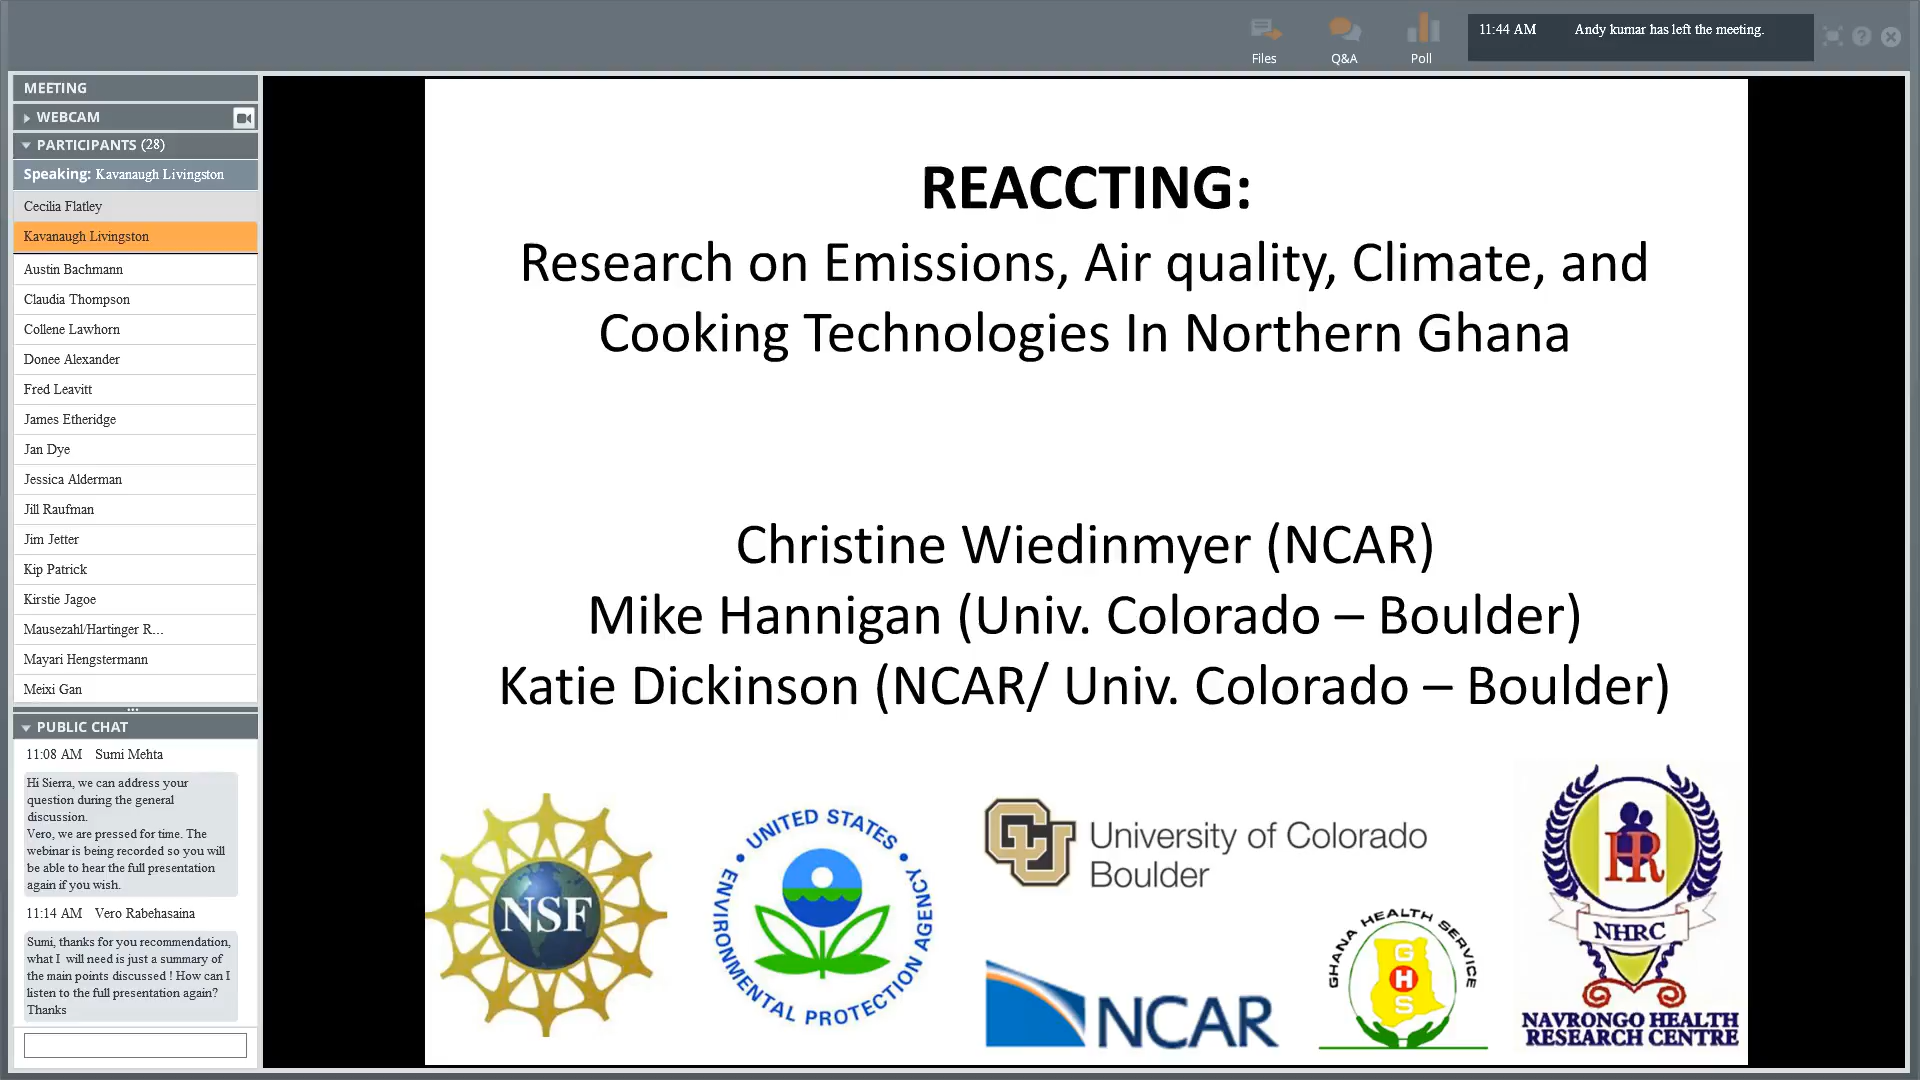 Files
Q&A
Poll
11:44 AM Andy kumar has left the meeting.
MEETING
WEBCAM
PARTICIPANTS (28)
Speaking: Kavanaugh Livingston
Cecilia Flatley
Kavanaugh Livingston
Austin Bachmann
Claudia Thompson
Collene Lawhorn
Donee Alexander
Fred Leavitt
James Etheridge
Jan Dye
Jessica Alderman
Jill Raufman
Jim Jetter
Kip Patrick
Kirstie Jagoe
Mausezahl/Hartinger R...
Mayari Hengstermann
Meixi Gan
PUBLIC CHAT
11:08 AM Sumi Mehta
Hi Sierra, we can address your
question during the general
discussion.
Vero, we are pressed for time. The
webinar is being recorded so you will
be able to hear the full presentation
again if you wish.
11:14 AM Vero Rabehasaina
Sumi, thanks for you recommendation,
what I will need is just a summary of
the main points discussed ! How can I
listen to the full presentation again?
Thanks
REACCTING:
Research on Emissions, Air quality, Climate, and
Cooking Technologies In Northern Ghana
Christine Wiedinmyer (NCAR)
Mike Hannigan (Univ. Colorado – Boulder)
Katie Dickinson (NCAR/ Univ. Colorado – Boulder)
NSF
UNITED STATES
ENVIRONMENTAL PROTECTION AGENCY
CU
University of Colorado
Boulder
NCAR
GHANA HEALTH SERVICE
G
H
S
HR
NHRC
NAVRONGO HEALTH
RESEARCH CENTRE